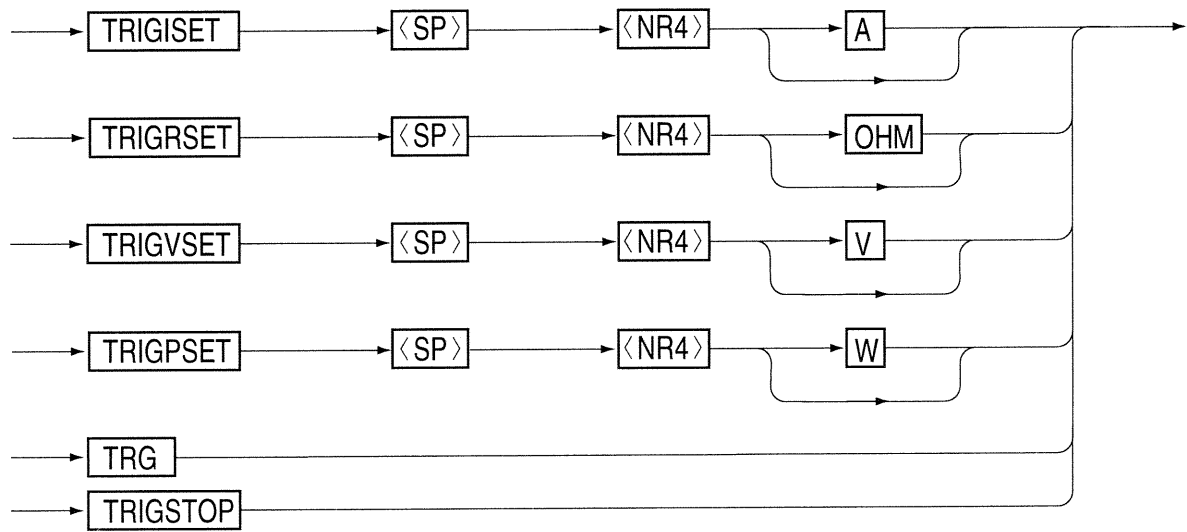 TRIGISET 〈SP〉 〈NR4〉 A
TRIGRSET 〈SP〉 〈NR4〉 OHM
TRIGVSET 〈SP〉 〈NR4〉 V
TRIGPSET 〈SP〉 〈NR4〉 W
TRG
TRIGSTOP